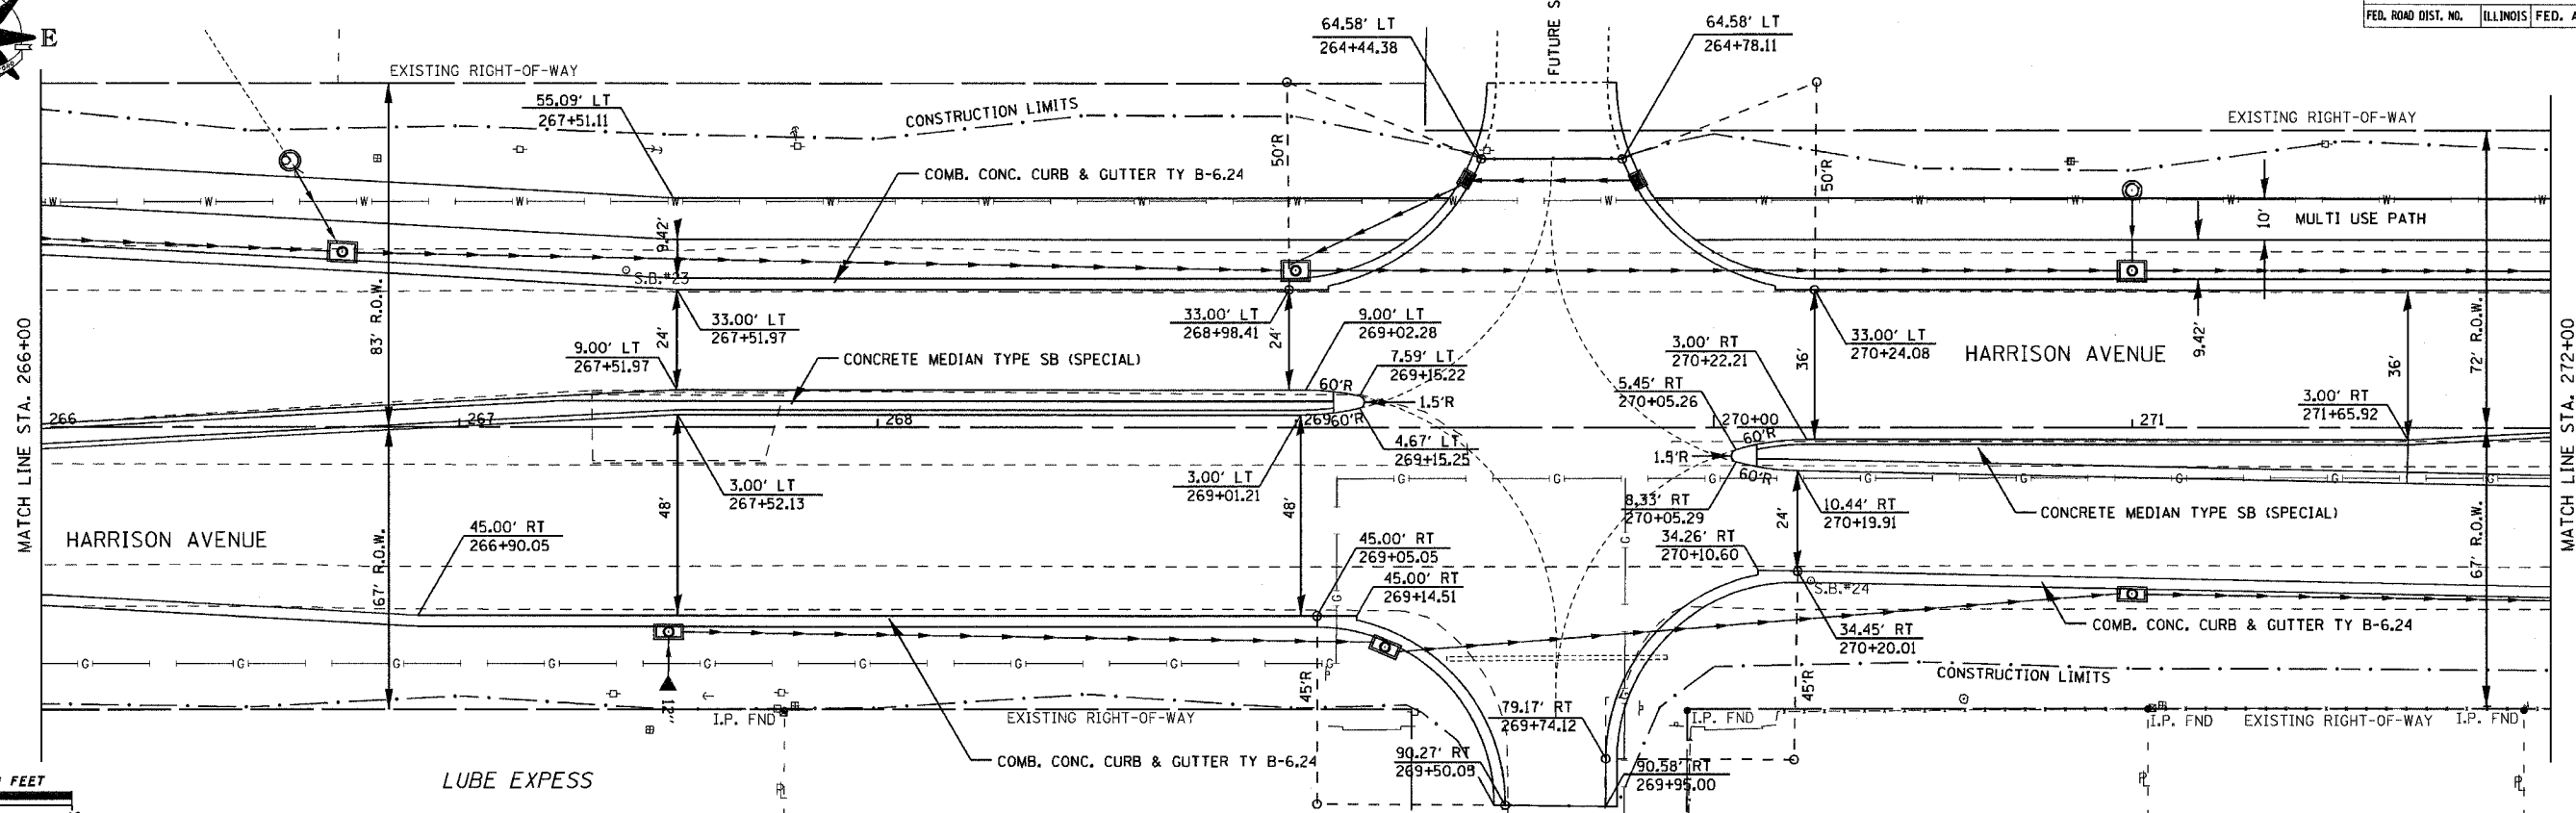 E
FED. ROAD DIST. NO. ILLINOIS FED. A
FUTURE S
64.58' LT
264+44.38
64.58' LT
264+78.11
EXISTING RIGHT-OF-WAY
55.09' LT
267+51.11
CONSTRUCTION LIMITS
COMB. CONC. CURB & GUTTER TY B-6.24
50'R
50'R
EXISTING RIGHT-OF-WAY
W W W W W W W W W W W W W W W W W
9.42'
10'
MULTI USE PATH
S.B.#23
83' R.O.W.
24'
33.00' LT
267+51.97
9.00' LT
267+51.97
CONCRETE MEDIAN TYPE SB (SPECIAL)
33.00' LT
268+98.41
24'
9.00' LT
269+02.28
7.59' LT
269+15.22
60'R
1.5'R
3.00' RT
270+22.21
5.45' RT
270+05.26
36'
33.00' LT
270+24.08
HARRISON AVENUE
9.42'
36'
72' R.O.W.
3.00' RT
271+65.92
MATCH LINE STA. 266+00
MATCH LINE STA. 272+00
266
267
268
269
60'R
270+00
271
4.67' LT
269+15.25
60'R
1.5'R
60'R
3.00' LT
267+52.13
3.00' LT
269+01.21
48'
48'
G G G G G G G
8.33' RT
270+05.29
10.44' RT
270+19.91
24'
CONCRETE MEDIAN TYPE SB (SPECIAL)
HARRISON AVENUE
45.00' RT
266+90.05
67' R.O.W.
45.00' RT
269+05.05
45.00' RT
269+14.51
34.26' RT
270+10.60
S.B.#24
67' R.O.W.
G
G
G
COMB. CONC. CURB & GUTTER TY B-6.24
34.45' RT
270+20.01
G G G G G G G G G
CONSTRUCTION LIMITS
45'R
45'R
12"
I.P. FND
EXISTING RIGHT-OF-WAY
79.17' RT
269+74.12
I.P. FND
I.P. FND
EXISTING RIGHT-OF-WAY
I.P. FND
COMB. CONC. CURB & GUTTER TY B-6.24
90.27' RT
269+50.05
90.58' RT
269+95.00
LUBE EXPESS
FEET